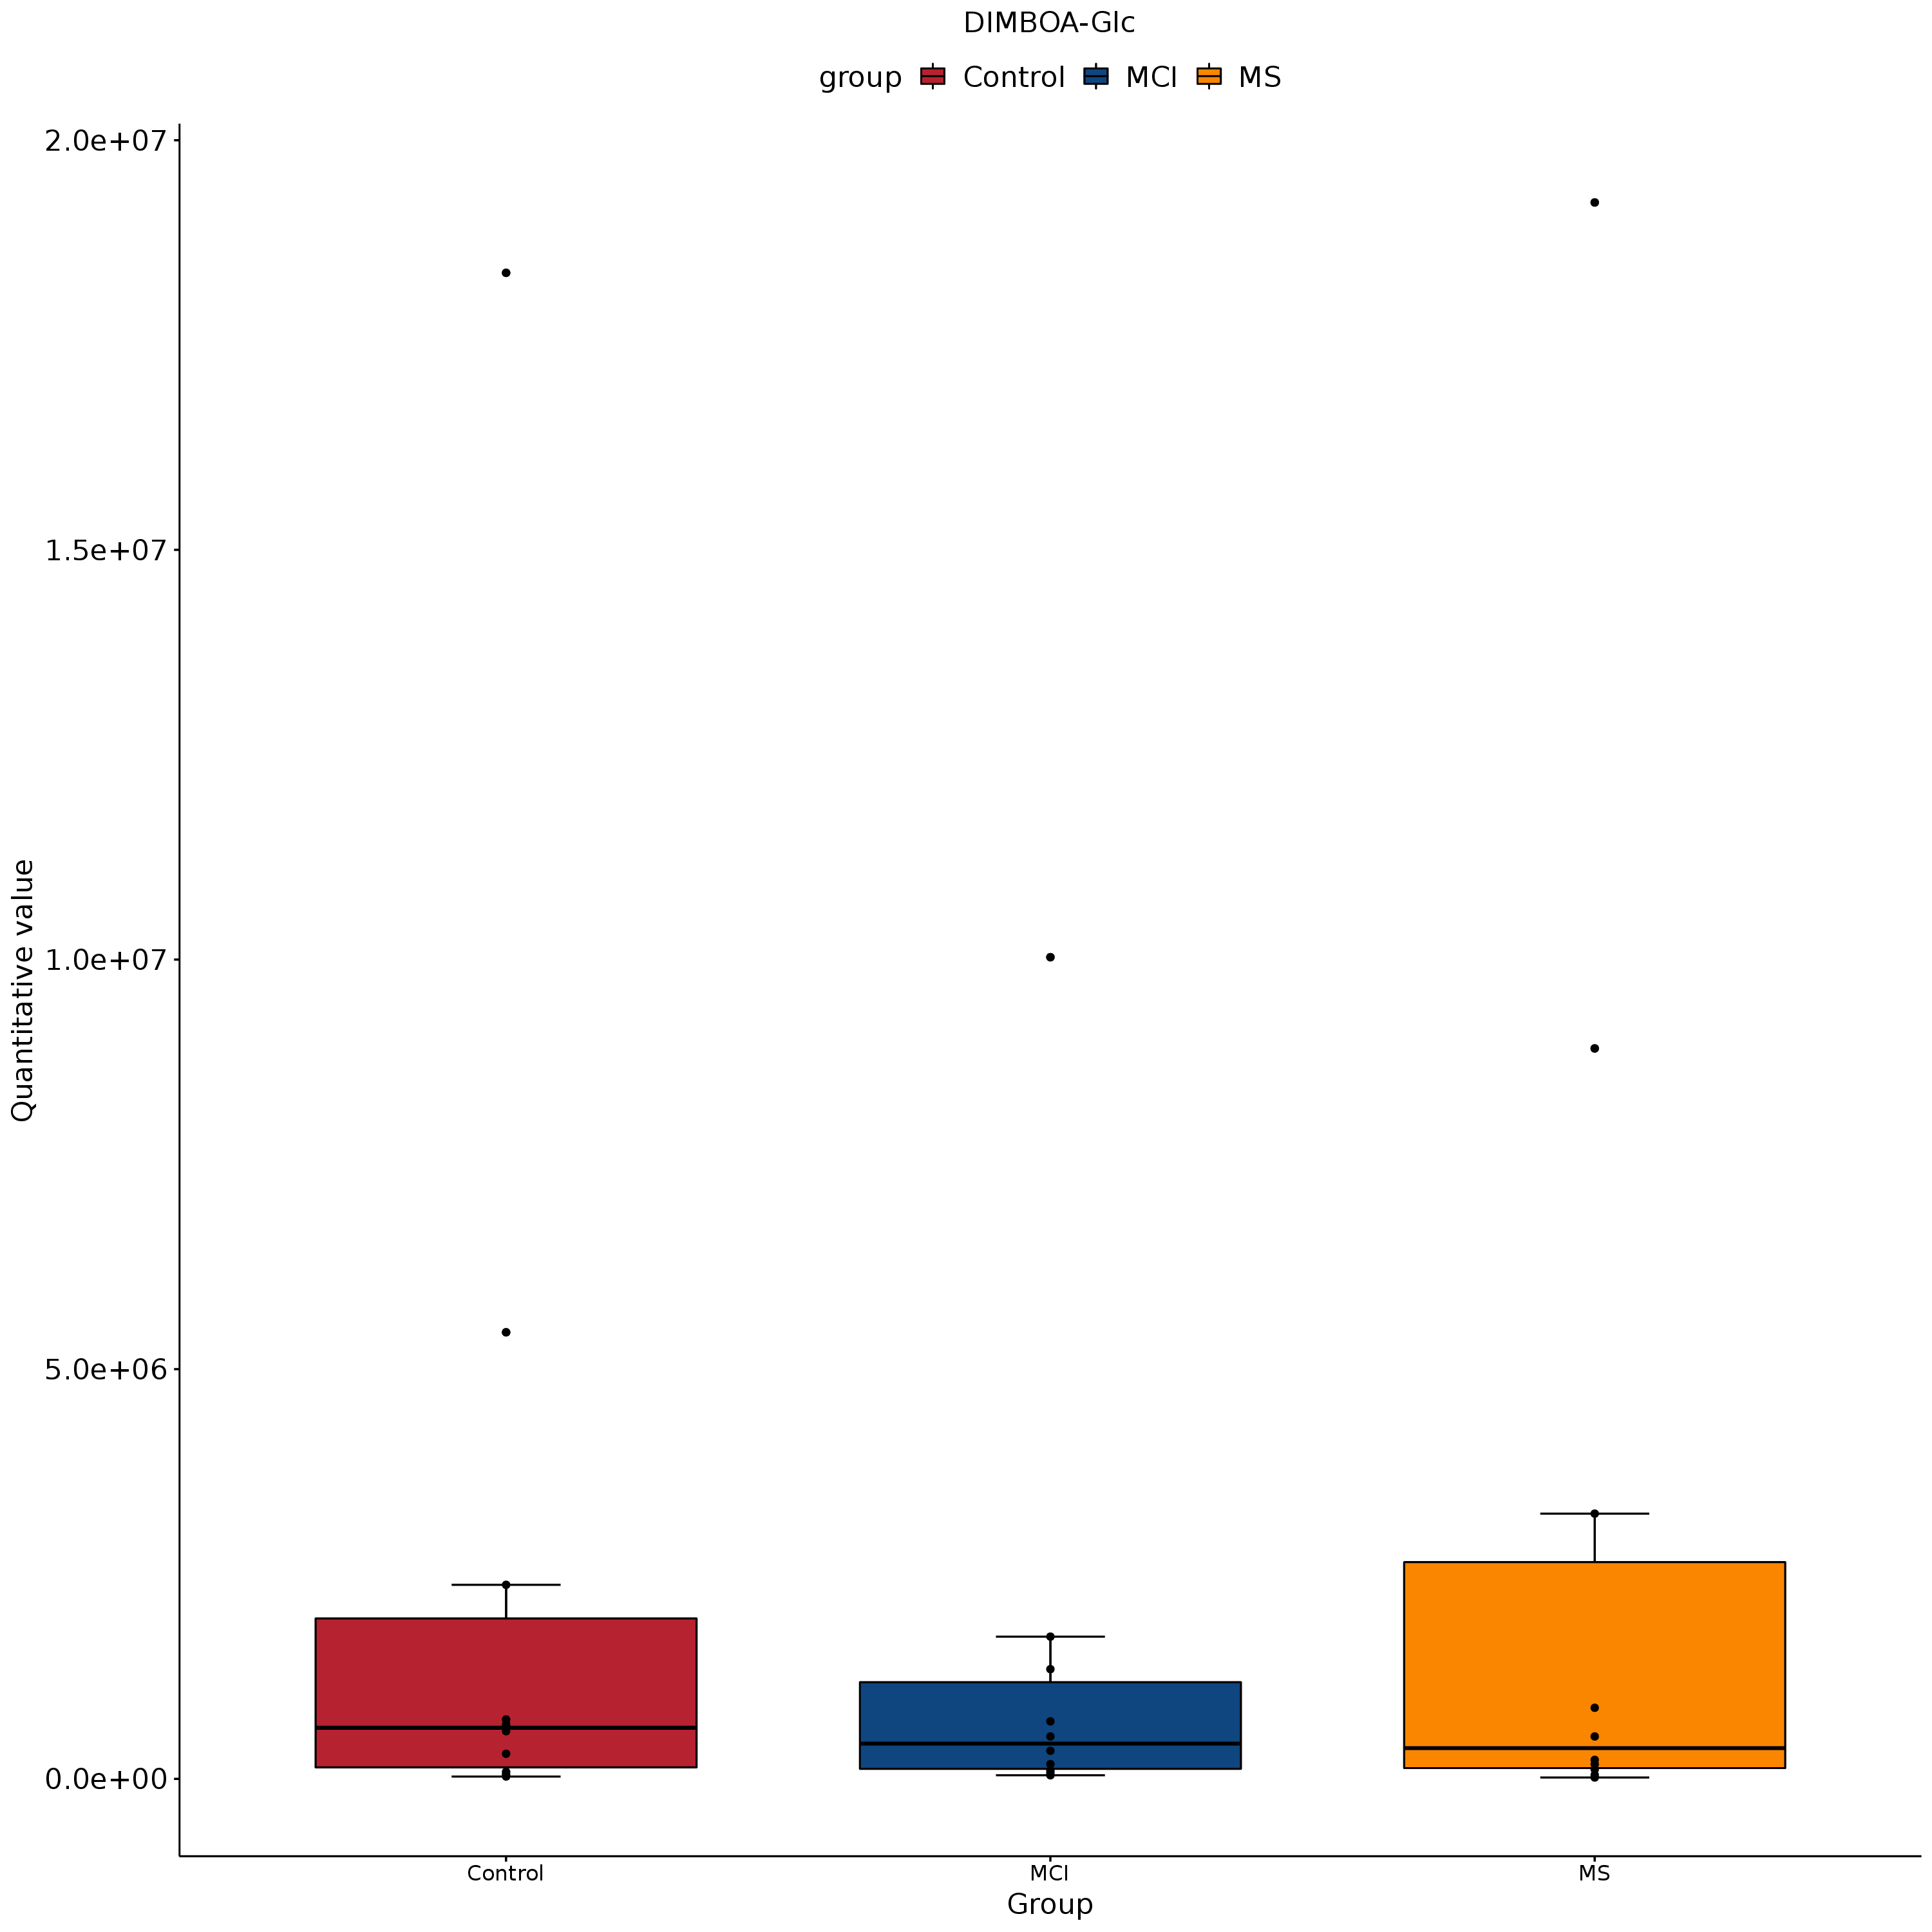 DIMBOA-Glc
group Control MCI MS
2.0e+07
1.5e+07
1.0e+07
5.0e+06
0.0e+00
Quantitative value
Control MCI MS
Group